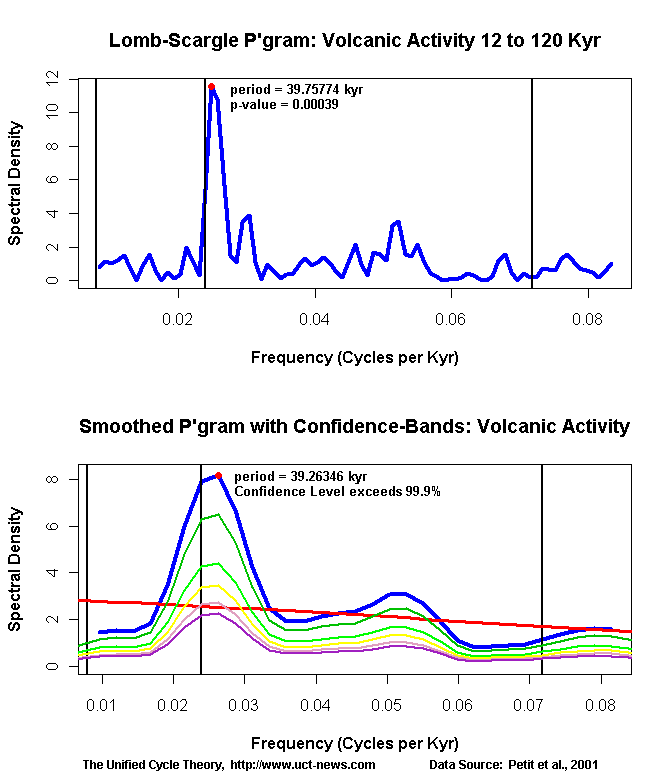 Lomb-Scargle P'gram: Volcanic Activity 12 to 120 Kyr
period = 39.75774 kyr
p-value = 0.00039
Spectral Density
12
10
8
6
4
2
0
0.02 0.04 0.06 0.08
Frequency (Cycles per Kyr)
Smoothed P'gram with Confidence-Bands: Volcanic Activity
period = 39.26346 kyr
Confidence Level exceeds 99.9%
Spectral Density
8
6
4
2
0
0.01 0.02 0.03 0.04 0.05 0.06 0.07 0.08
Frequency (Cycles per Kyr)
The Unified Cycle Theory, http://www.uct-news.com Data Source: Petit et al., 2001